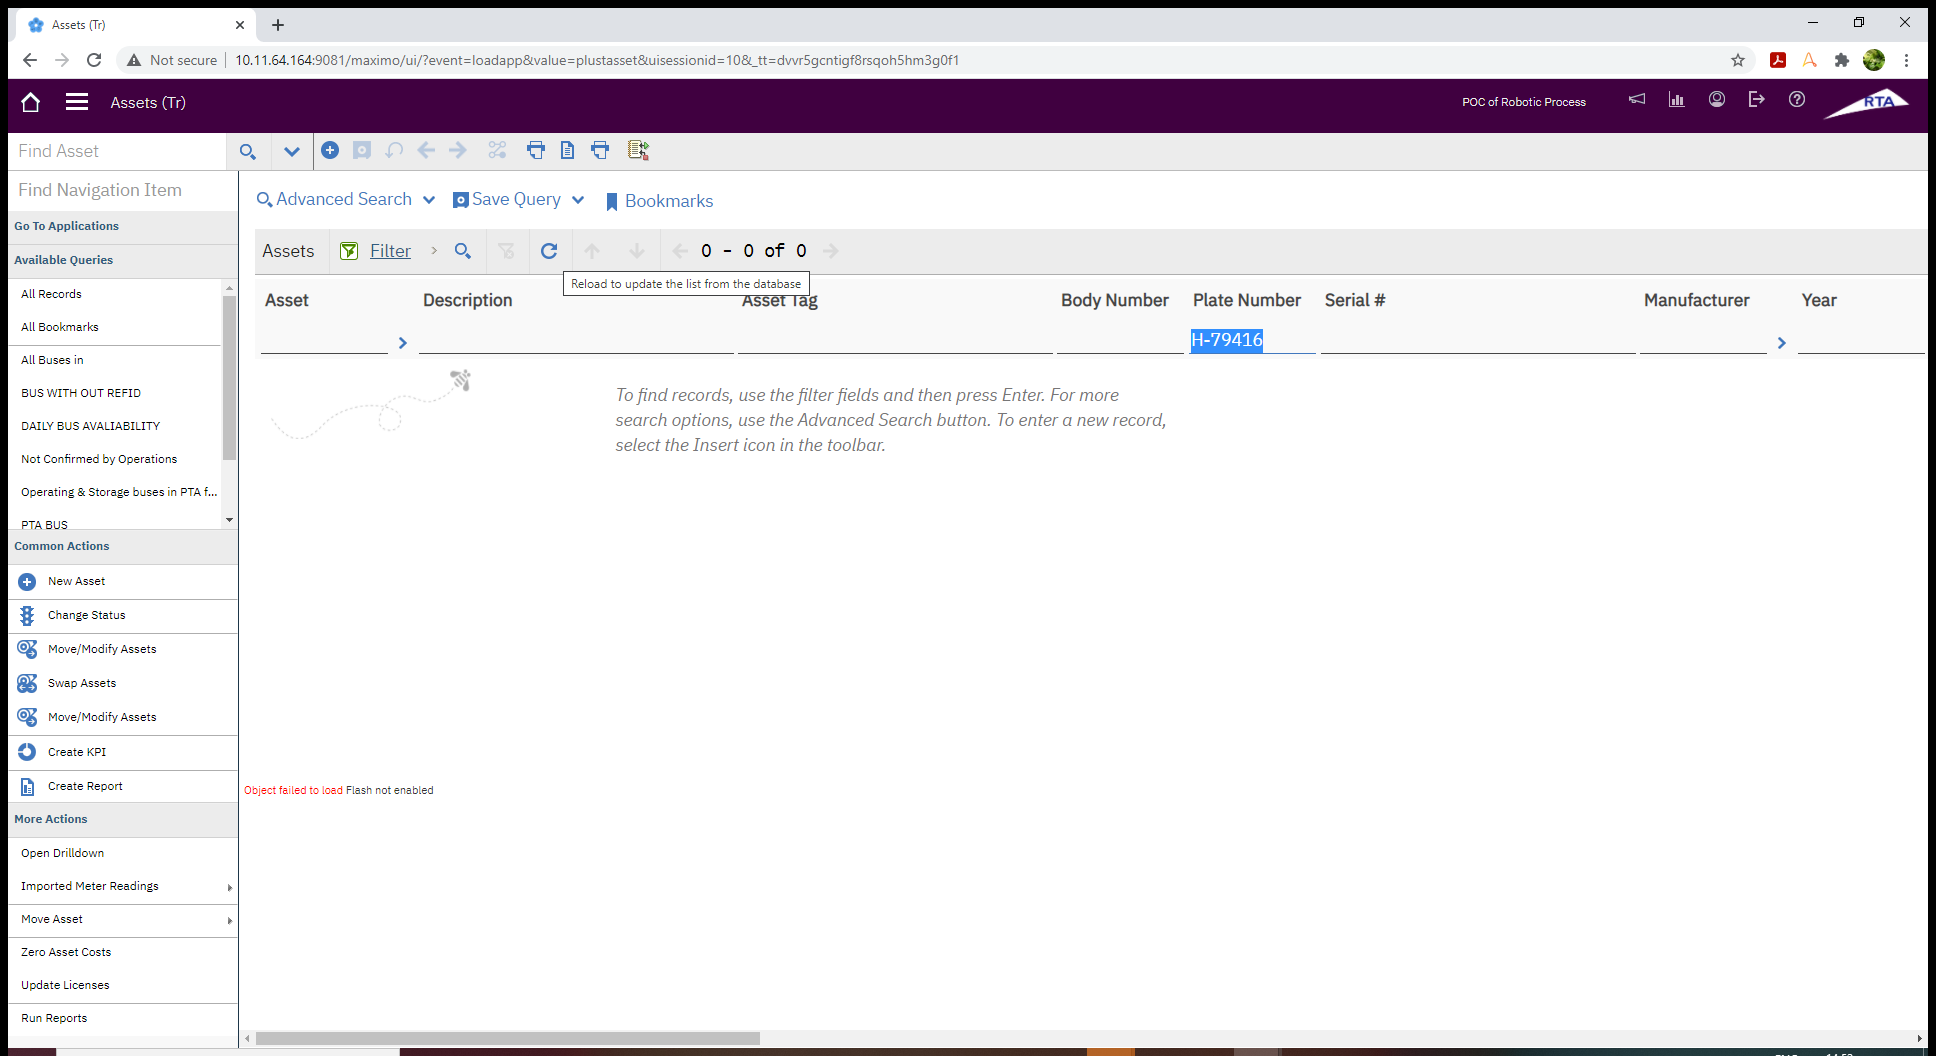 Assets (Tr)
Not secure
10.11.64.164:9081/maximo/ui/?event=loadapp&value=plustasset&uisessionid=10&_tt=dvvr5gcntigf8rsqoh5hm3g0f1
Assets (Tr)
POC of Robotic Process
RTA
Find Asset
Find Navigation Item
Go To Applications
Available Queries
All Records
All Bookmarks
All Buses in
BUS WITH OUT REFID
DAILY BUS AVALIABILITY
Not Confirmed by Operations
Operating & Storage buses in PTA f...
PTA BUS
Common Actions
New Asset
Change Status
Move/Modify Assets
Swap Assets
Move/Modify Assets
Create KPI
Create Report
More Actions
Open Drilldown
Imported Meter Readings
Move Asset
Zero Asset Costs
Update Licenses
Run Reports
Advanced Search
Save Query
Bookmarks
Assets
Filter
0 - 0 of 0
Reload to update the list from the database
Asset
Description
Asset Tag
Body Number
Plate Number
Serial #
Manufacturer
Year
H-79416
To find records, use the filter fields and then press Enter. For more
search options, use the Advanced Search button. To enter a new record,
select the Insert icon in the toolbar.
Object failed to load Flash not enabled